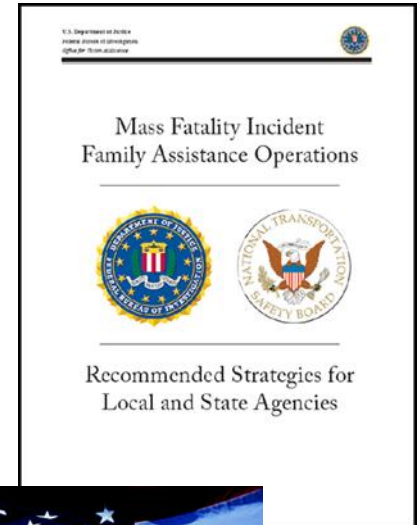 U.S. Department of Justice
Federal Bureau of Investigation
Office for Victim Assistance
Mass Fatality Incident
Family Assistance Operations
DEPARTMENT OF JUSTICE
FEDERAL BUREAU OF INVESTIGATION
NATIONAL TRANSPORTATION
SAFETY BOARD
Recommended Strategies for
Local and State Agencies